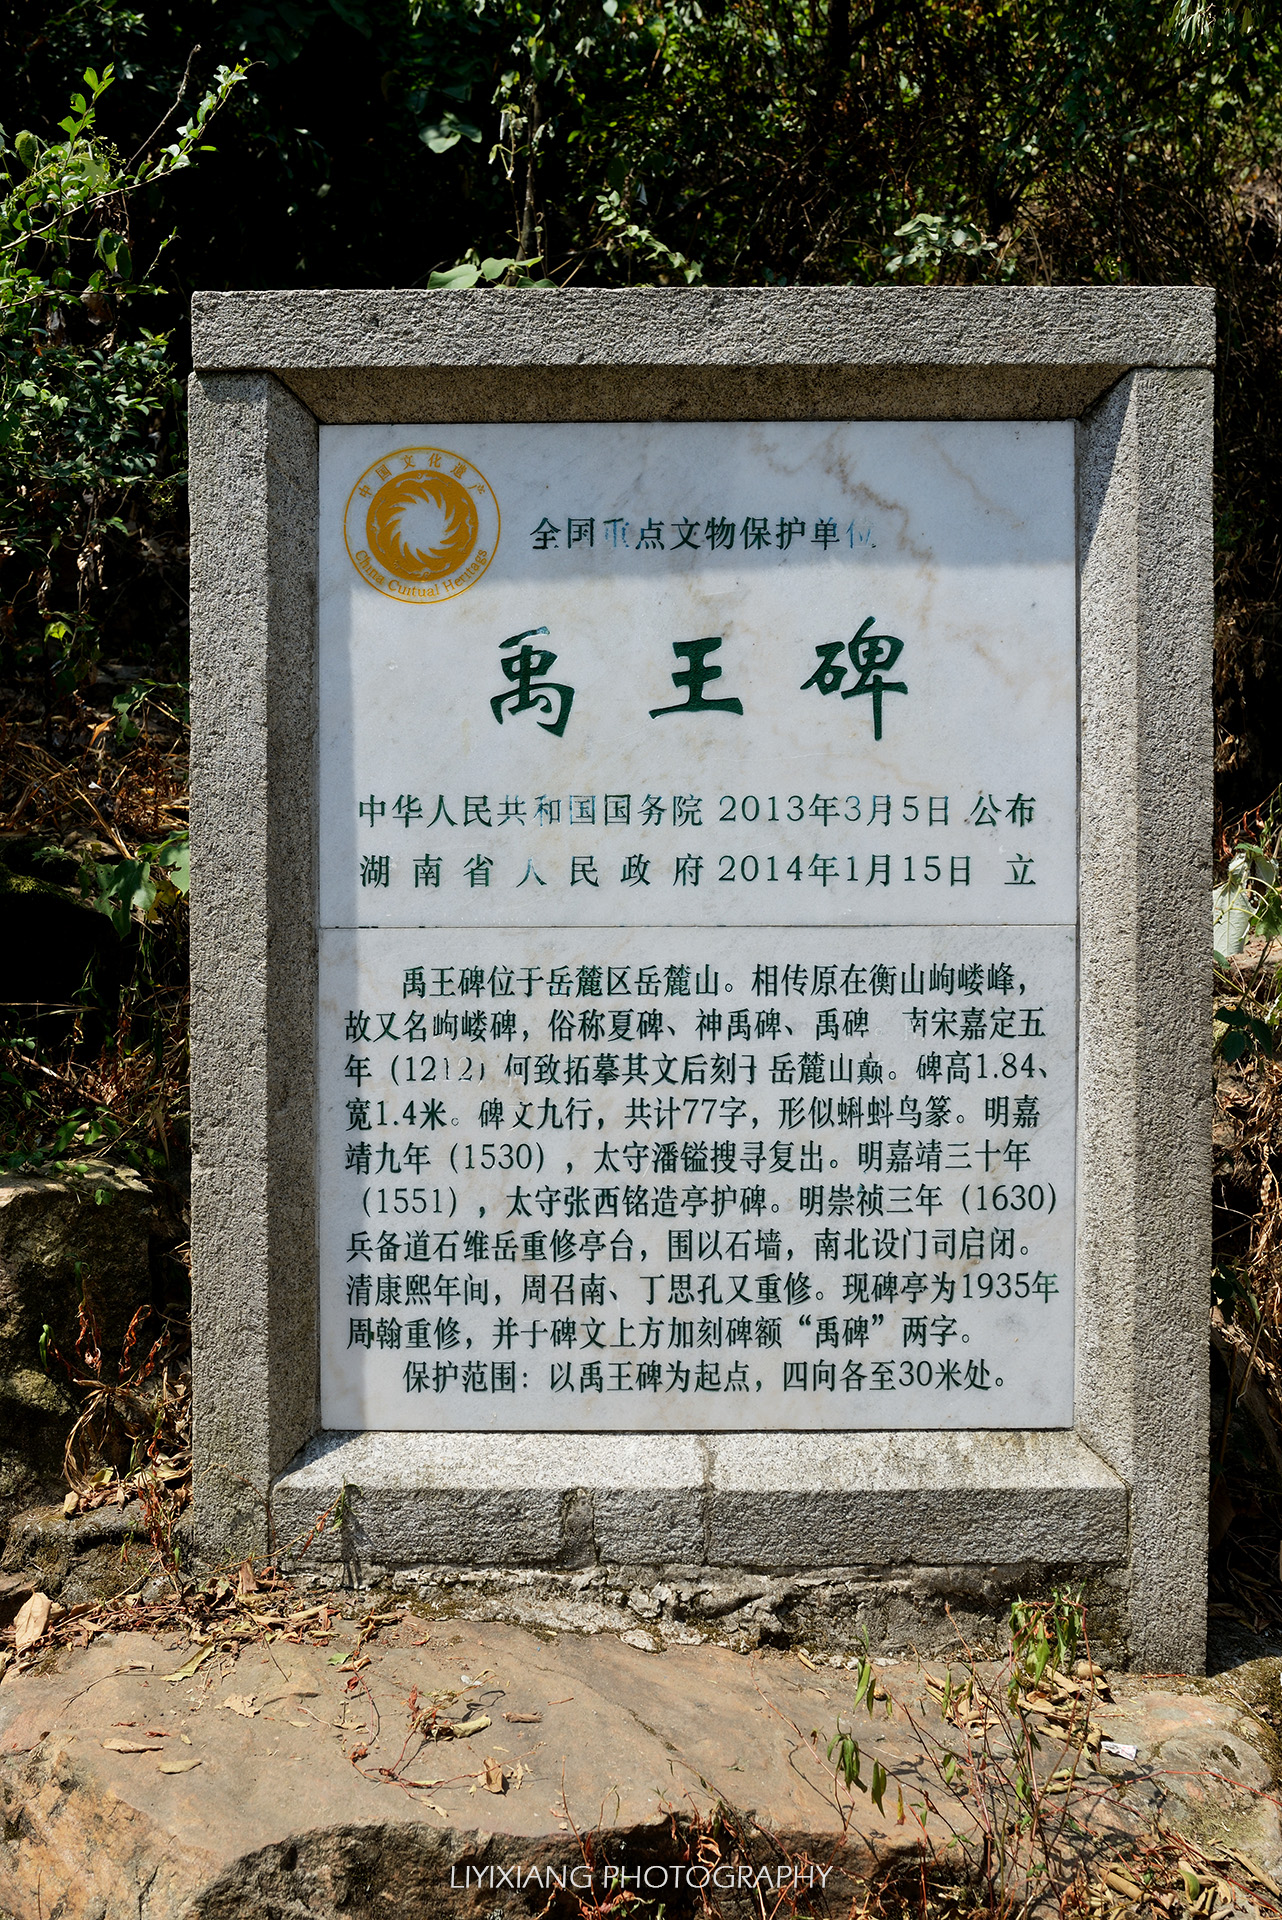 中国文化遗产
China Cultural Heritage
全国重点文物保护单位
禹王碑
中华人民共和国国务院 2013年3月5日 公布
湖南省人民政府 2014年1月15日 立
禹王碑位于岳麓区岳麓山。相传原在衡山岣嵝峰，
故又名岣嵝碑，俗称夏碑、神禹碑、禹碑 南宋嘉定五
年（1212）何致拓摹其文后刻于岳麓山巅。碑高1.84、
宽1.4米。碑文九行，共计77字，形似蝌蚪鸟篆。明嘉
靖九年（1530），太守潘镒搜寻复出。明嘉靖三十年
（1551），太守张西铭造亭护碑。明崇祯三年（1630）
兵备道石维岳重修亭台，围以石墙，南北设门司启闭。
清康熙年间，周召南、丁思孔又重修。现碑亭为1935年
周翰重修，并于碑文上方加刻碑额“禹碑”两字。
保护范围：以禹王碑为起点，四向各至30米处。
LIYIXIANG PHOTOGRAPHY